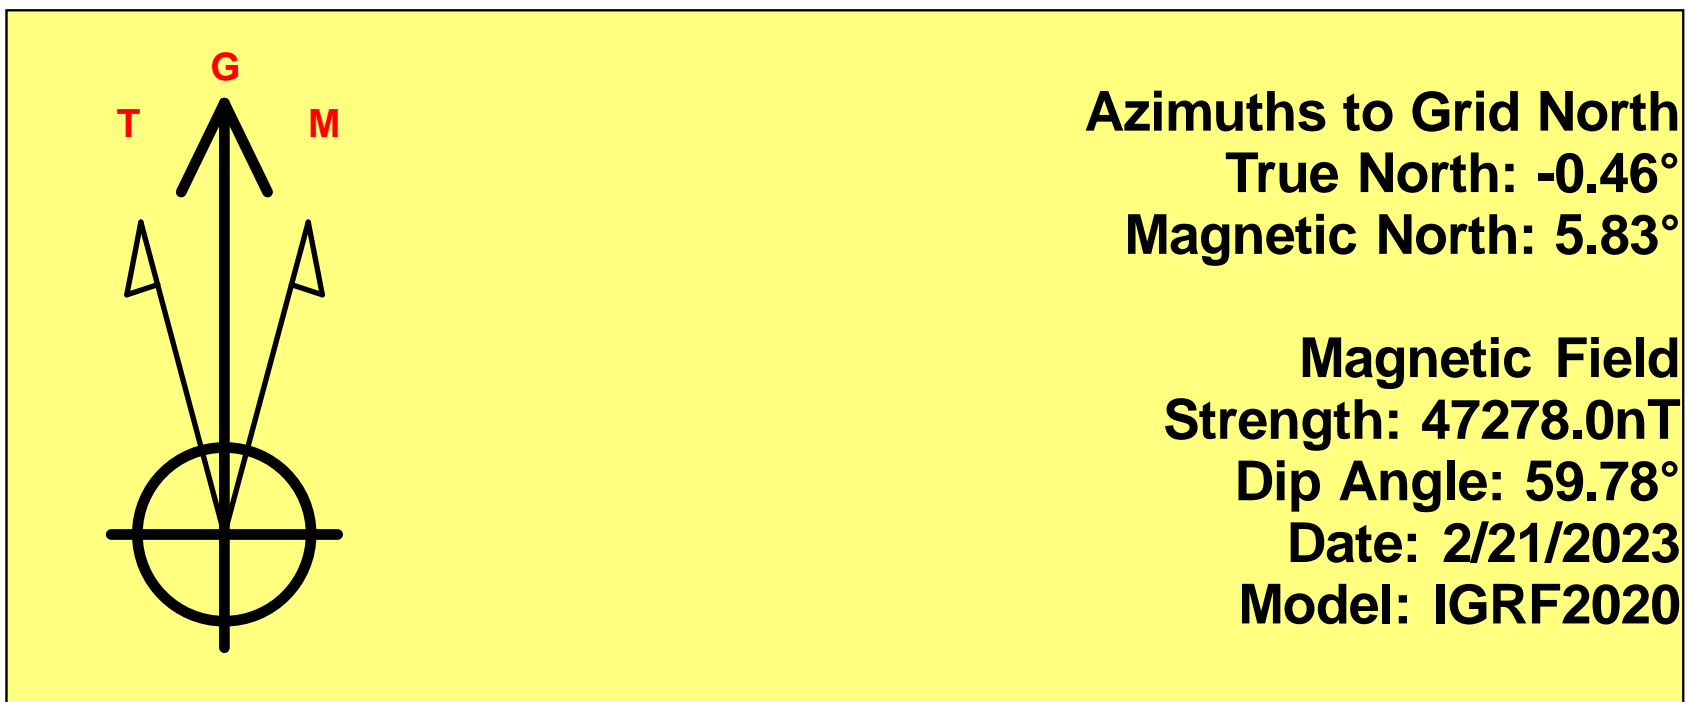 G
T
M
Azimuths to Grid North
True North: -0.46°
Magnetic North: 5.83°
Magnetic Field
Strength: 47278.0nT
Dip Angle: 59.78°
Date: 2/21/2023
Model: IGRF2020